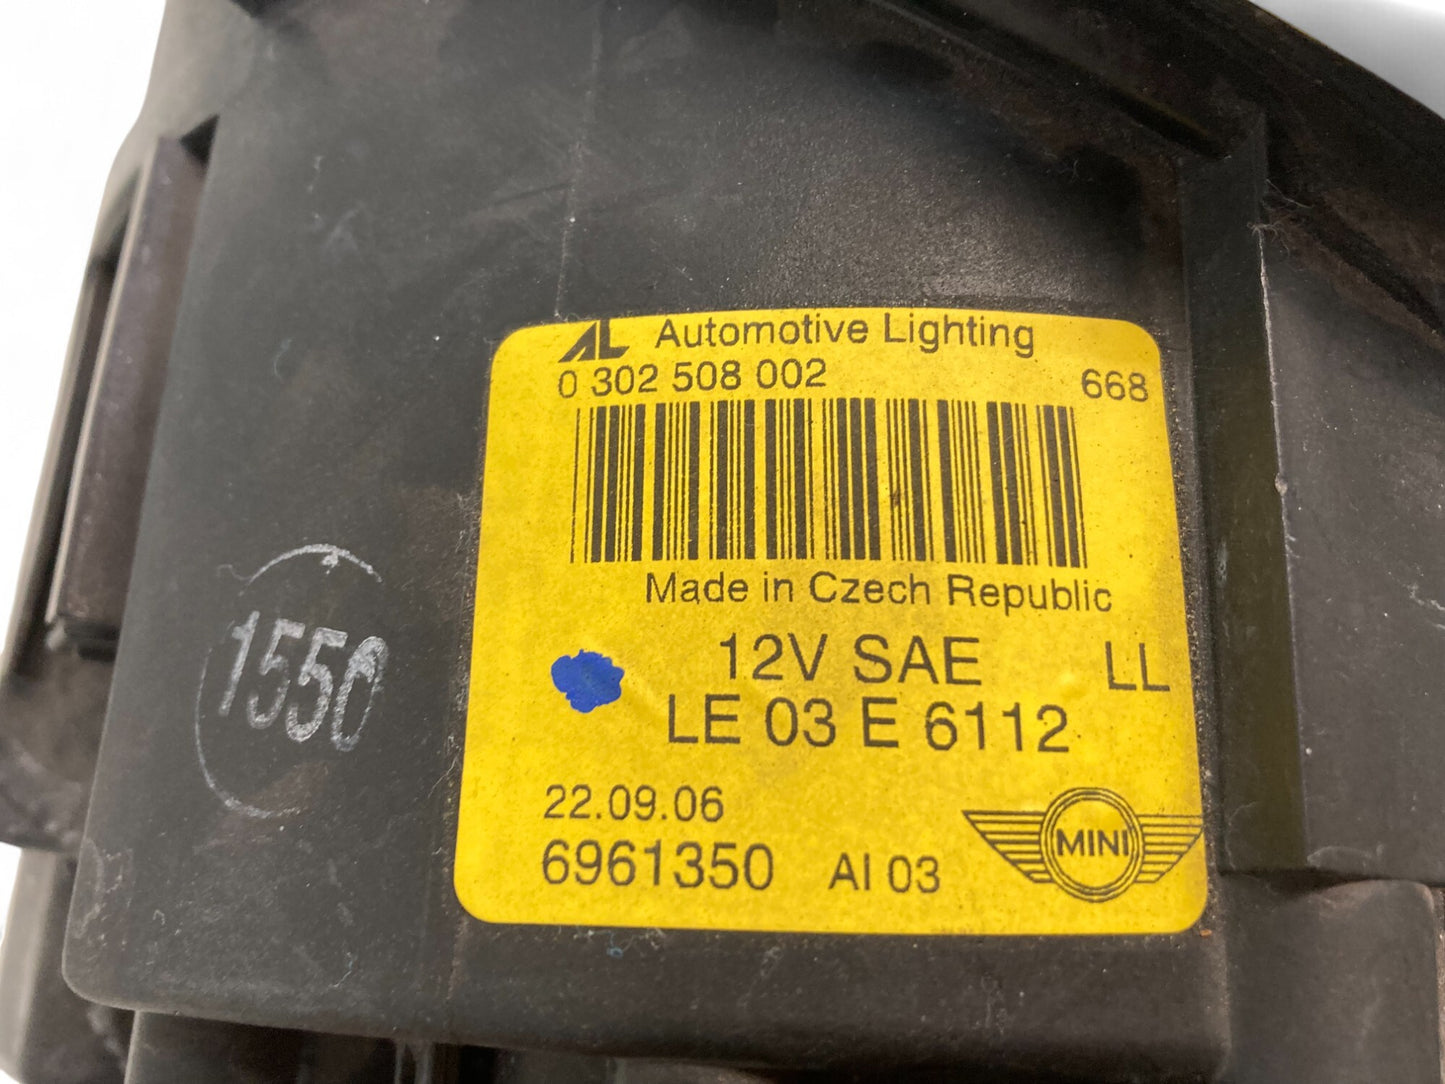 AL Automotive Lighting
0 302 508 002 668
Made in Czech Republic
12V SAE LL
LE 03 E 6112
22.09.06
6961350 AI 03
MINI
1550